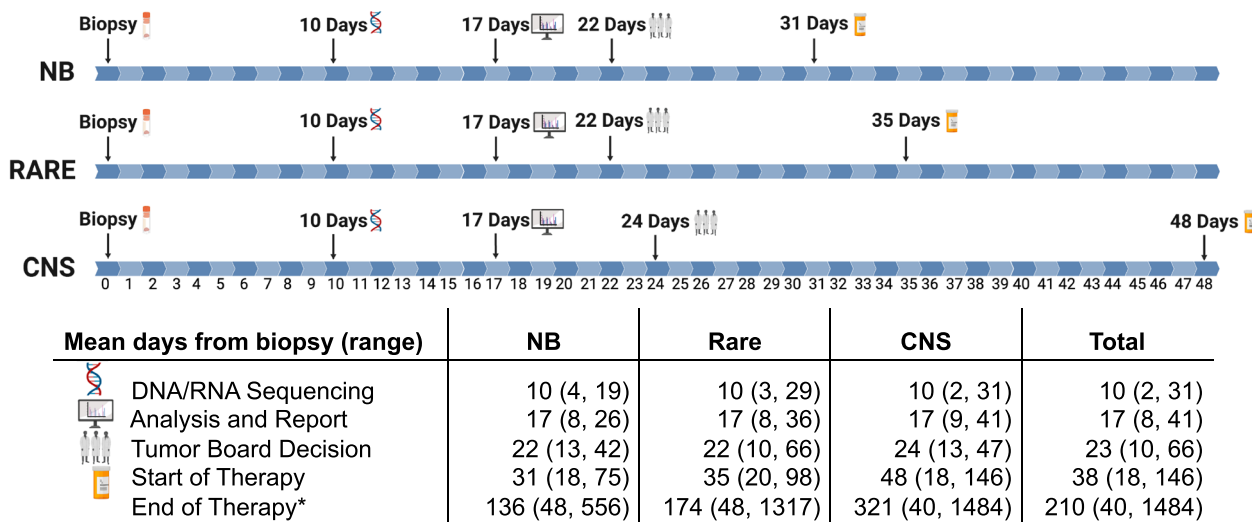 Biopsy 10 Days 17 Days 22 Days 31 Days
NB
Biopsy 10 Days 17 Days 22 Days 35 Days
RARE
Biopsy 10 Days 17 Days 24 Days 48 Days
CNS
0 1 2 3 4 5 6 7 8 9 10 11 12 13 14 15 16 17 18 19 20 21 22 23 24 25 26 27 28 29 30 31 32 33 34 35 36 37 38 39 40 41 42 43 44 45 46 47 48
Mean days from biopsy (range) NB Rare CNS Total
DNA/RNA Sequencing 10 (4, 19) 10 (3, 29) 10 (2, 31) 10 (2, 31)
Analysis and Report 17 (8, 26) 17 (8, 36) 17 (9, 41) 17 (8, 41)
Tumor Board Decision 22 (13, 42) 22 (10, 66) 24 (13, 47) 23 (10, 66)
Start of Therapy 31 (18, 75) 35 (20, 98) 48 (18, 146) 38 (18, 146)
End of Therapy* 136 (48, 556) 174 (48, 1317) 321 (40, 1484) 210 (40, 1484)